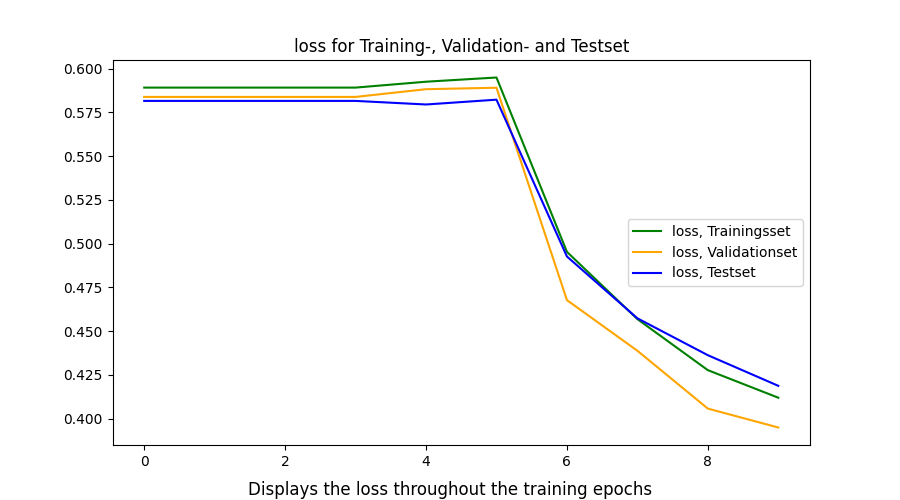 loss for Training-, Validation- and Testset
0.600
0.575
0.550
0.525
0.500
0.475
0.450
0.425
0.400
loss, Trainingsset
loss, Validationset
loss, Testset
0 2 4 6 8
Displays the loss throughout the training epochs